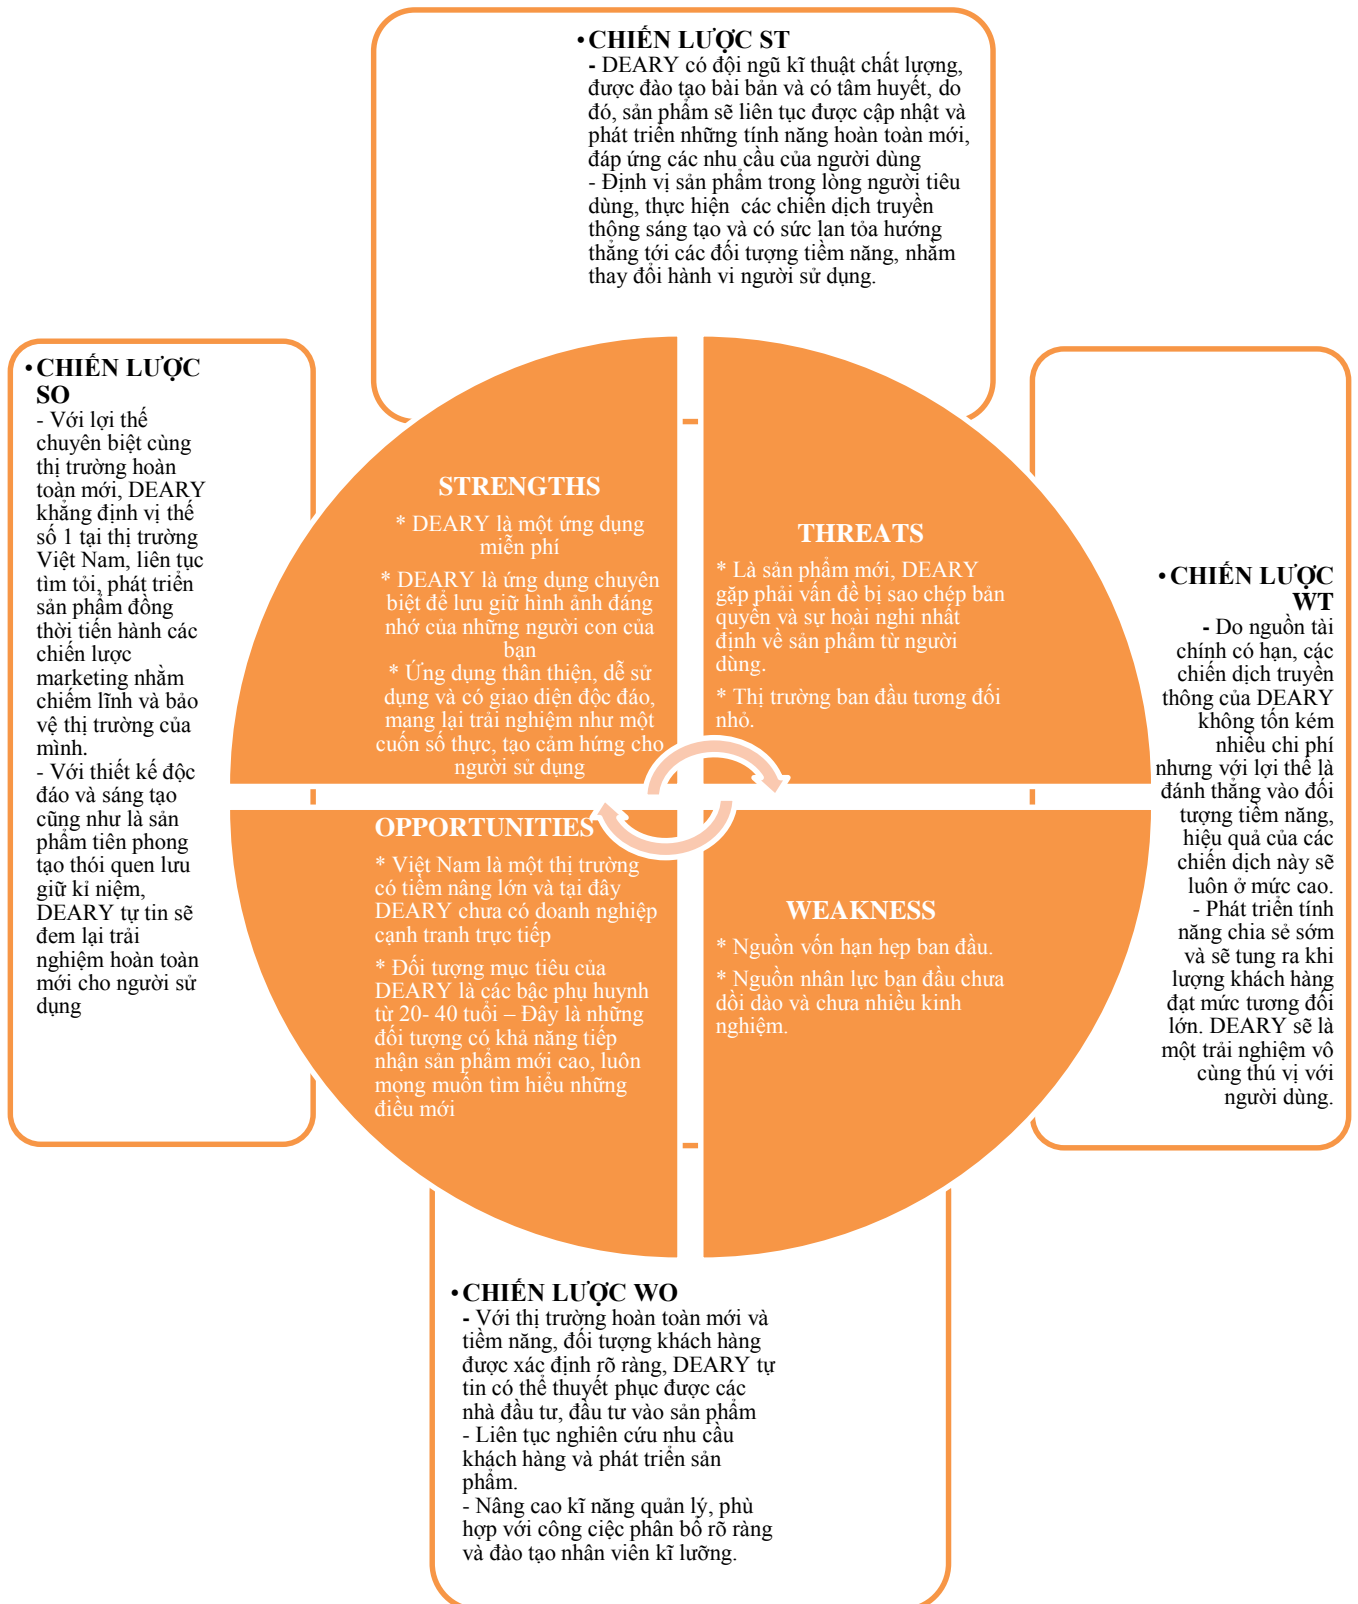 •CHIẾN LƯỢC ST
- DEARY có đội ngũ kĩ thuật chất lượng,
được đào tạo bài bản và có tâm huyết, do
đó, sản phẩm sẽ liên tục được cập nhật và
phát triển những tính năng hoàn toàn mới,
đáp ứng các nhu cầu của người dùng
- Định vị sản phẩm trong lòng người tiêu
dùng, thực hiện các chiến dịch truyền
thông sáng tạo và có sức lan tỏa hướng
thẳng tới các đối tượng tiềm năng, nhằm
thay đổi hành vi người sử dụng.
•CHIẾN LƯỢC
SO
- Với lợi thế
chuyên biệt cùng
thị trường hoàn
toàn mới, DEARY
khẳng định vị thế
số 1 tại thị trường
Việt Nam, liên tục
tìm tòi, phát triển
sản phẩm đồng
thời tiến hành các
chiến lược
marketing nhằm
chiếm lĩnh và bảo
vệ thị trường của
mình.
- Với thiết kế độc
đáo và sáng tạo
cũng như là sản
phẩm tiên phong
tạo thói quen lưu
giữ kỉ niệm,
DEARY tự tin sẽ
đem lại trải
nghiệm hoàn toàn
mới cho người sử
dụng
STRENGTHS
* DEARY là một ứng dụng
miễn phí
* DEARY là ứng dụng chuyên
biệt để lưu giữ hình ảnh đáng
nhớ của những người con của
bạn
* Ứng dụng thân thiện, dễ sử
dụng và có giao diện độc đáo,
mang lại trải nghiệm như một
cuốn số thực, tạo cảm hứng cho
người sử dụng
THREATS
* Là sản phẩm mới, DEARY
gặp phải vấn đề bị sao chép bản
quyền và sự hoài nghi nhất
định về sản phẩm từ người
dùng.
* Thị trường ban đầu tương đối
nhỏ.
•CHIẾN LƯỢC
WT
- Do nguồn tài
chính có hạn, các
chiến dịch truyền
thông của DEARY
không tốn kém
nhiều chi phí
nhưng với lợi thế là
đánh thẳng vào đối
tượng tiềm năng,
hiệu quả của các
chiến dịch này sẽ
luôn ở mức cao.
- Phát triển tính
năng chia sẻ sớm
và sẽ tung ra khi
lượng khách hàng
đạt mức tương đối
lớn. DEARY sẽ là
một trải nghiệm vô
cùng thú vị với
người dùng.
OPPORTUNITIES
* Việt Nam là một thị trường
có tiềm nâng lớn và tại đây
DEARY chưa có doanh nghiệp
cạnh tranh trực tiếp
* Đối tượng mục tiêu của
DEARY là các bậc phụ huynh
từ 20- 40 tuổi – Đây là những
đối tượng có khả năng tiếp
nhận sản phẩm mới cao, luôn
mong muốn tìm hiểu những
điều mới
WEAKNESS
* Nguồn vốn hạn hẹp ban đầu.
* Nguồn nhân lực ban đầu chưa
dồi dào và chưa nhiều kinh
nghiệm.
•CHIẾN LƯỢC WO
- Với thị trường hoàn toàn mới và
tiềm năng, đối tượng khách hàng
được xác định rõ ràng, DEARY tự
tin có thể thuyết phục được các
nhà đầu tư, đầu tư vào sản phẩm
- Liên tục nghiên cứu nhu cầu
khách hàng và phát triển sản
phẩm.
- Nâng cao kĩ năng quản lý, phù
hợp với công ciệc phân bổ rõ ràng
và đào tạo nhân viên kĩ lưỡng.